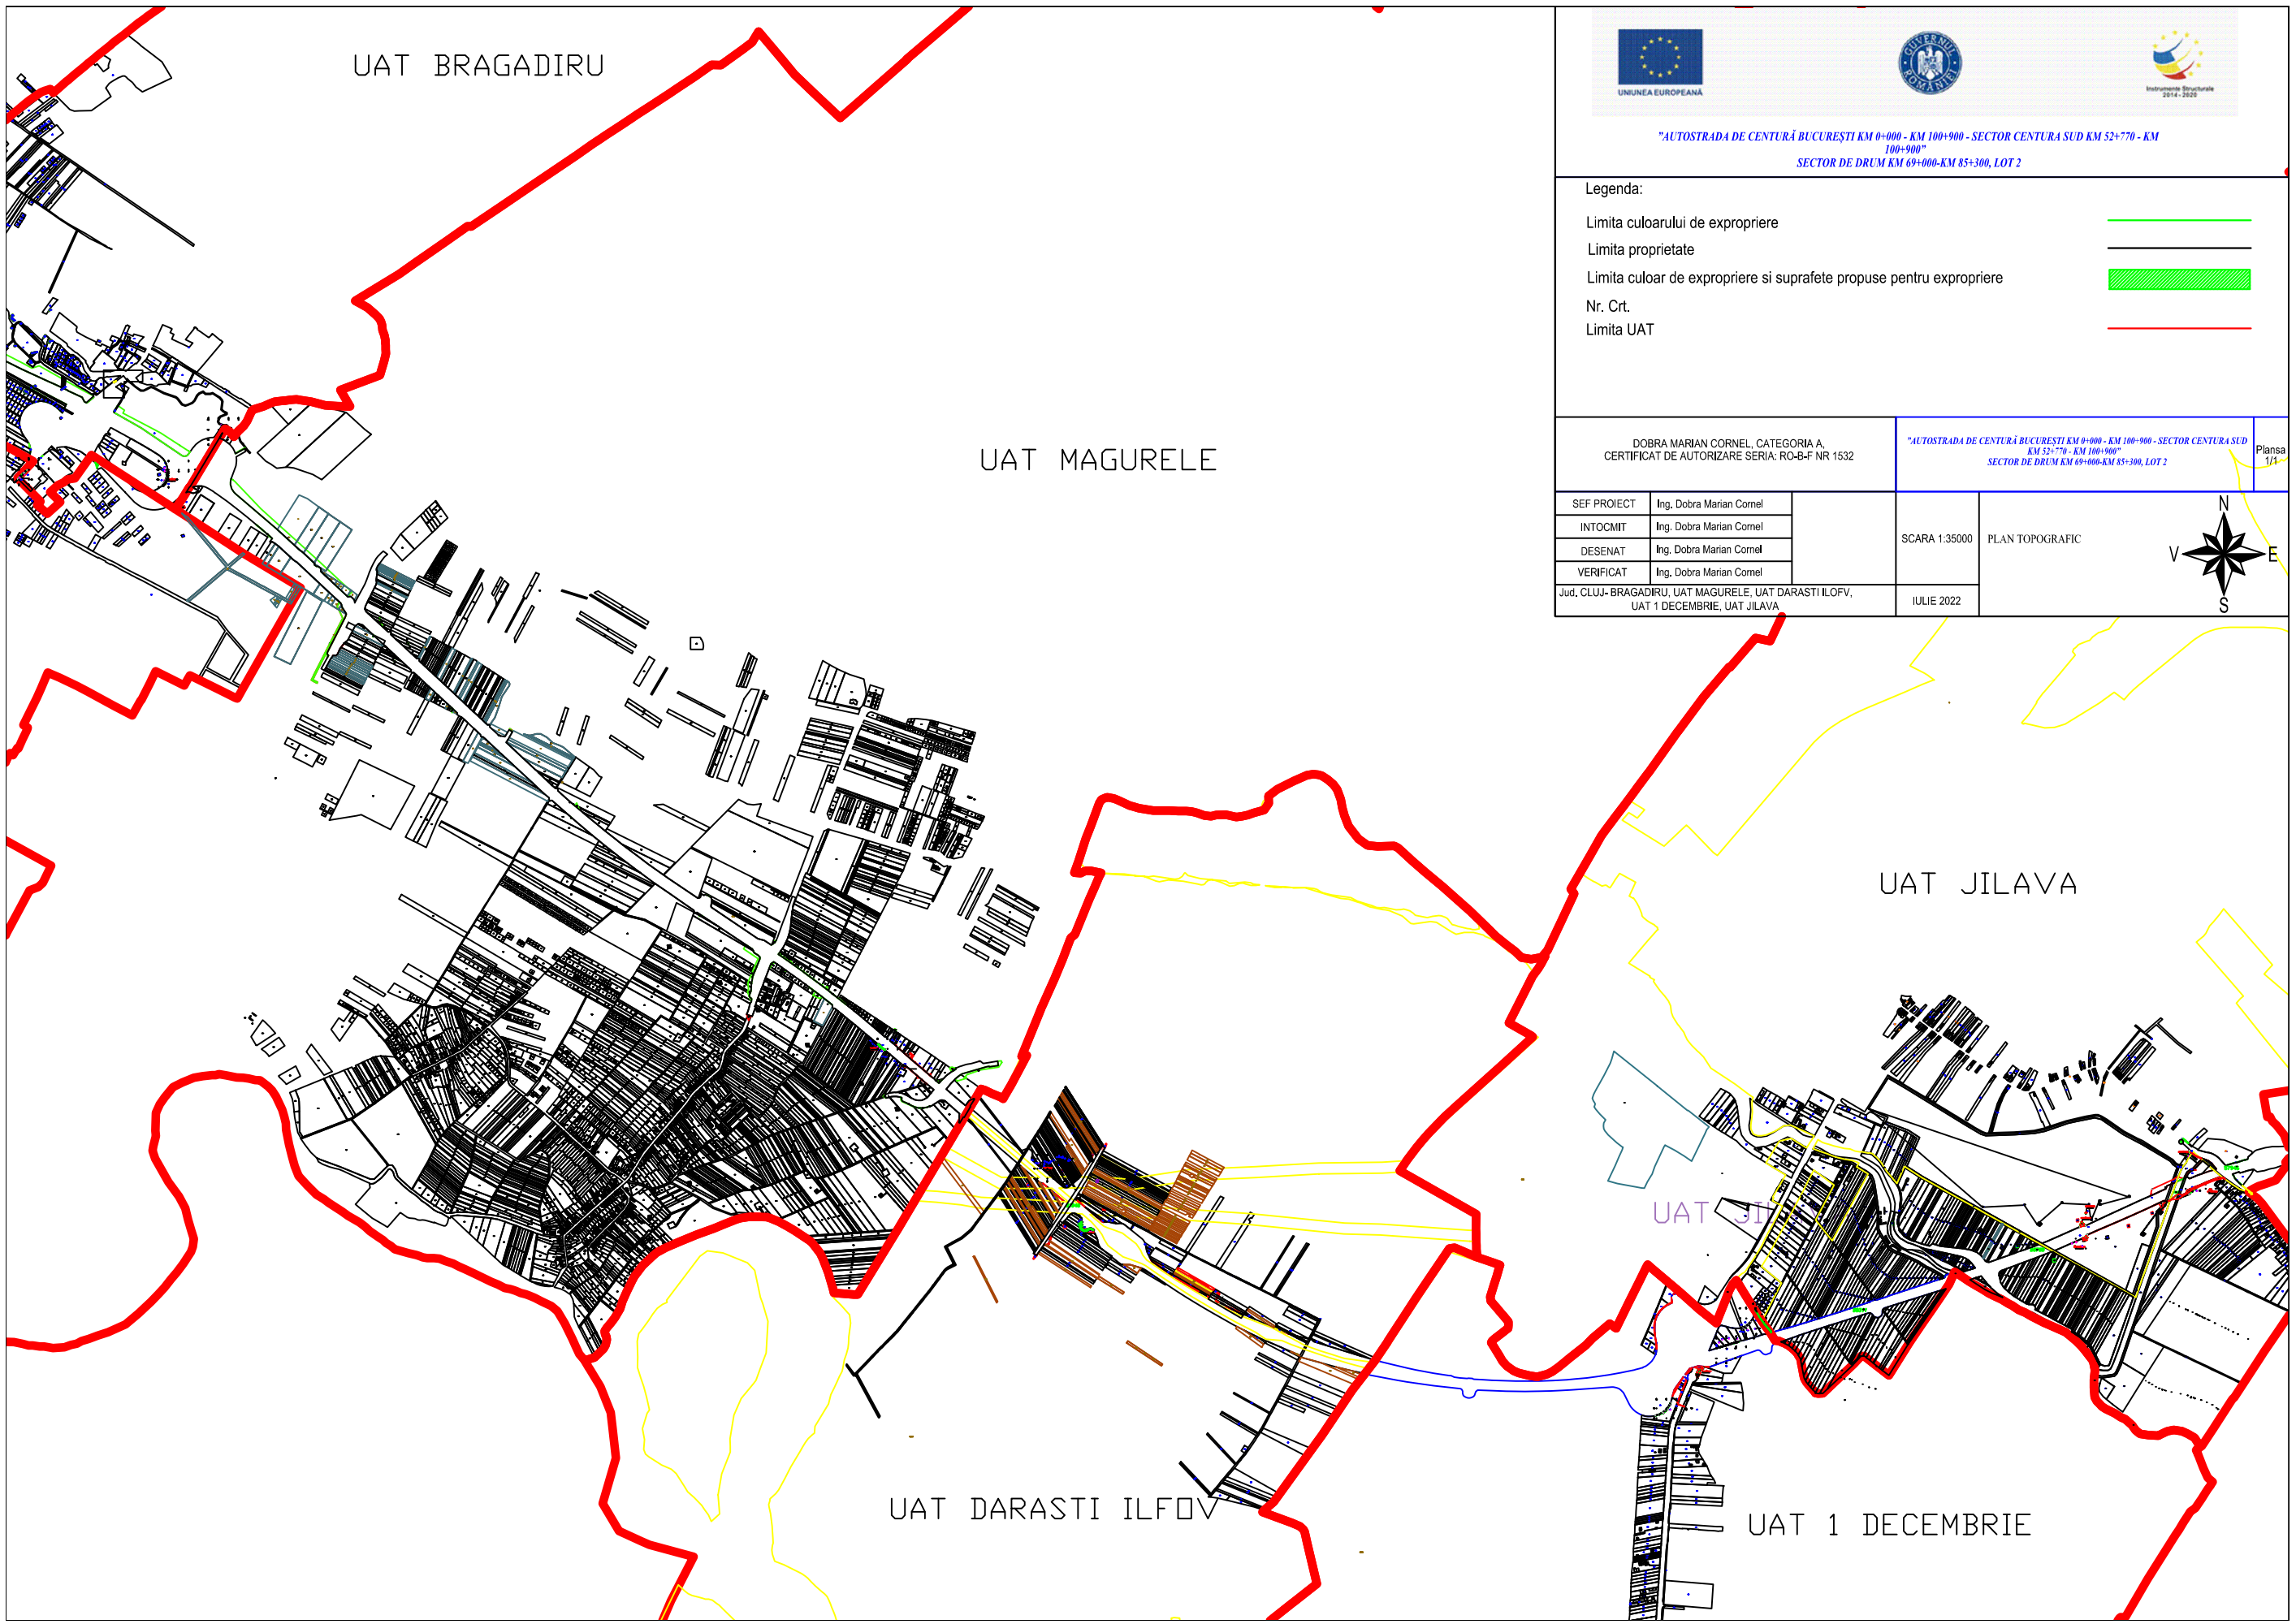 UAT BRAGADIRU
UAT MAGURELE
UAT JILAVA
UAT JIL
UAT DARASTI ILFOV
UAT 1 DECEMBRIE
UNIUNEA EUROPEANĂ
GUVERNUL ROMÂNIEI
Instrumente Structurale
2014 - 2020
"AUTOSTRADA DE CENTURĂ BUCUREȘTI KM 0+000 - KM 100+900 - SECTOR CENTURA SUD KM 52+770 - KM
100+900"
SECTOR DE DRUM KM 69+000-KM 85+300, LOT 2
Legenda:
Limita culoarului de expropriere
Limita proprietate
Limita culoar de expropriere si suprafete propuse pentru expropriere
Nr. Crt.
Limita UAT
DOBRA MARIAN CORNEL, CATEGORIA A,
CERTIFICAT DE AUTORIZARE SERIA: RO-B-F NR 1532
"AUTOSTRADA DE CENTURĂ BUCUREȘTI KM 0+000 - KM 100+900 - SECTOR CENTURA SUD
KM 52+770 - KM 100+900"
SECTOR DE DRUM KM 69+000-KM 85+300, LOT 2
Plansa
1/1
SEF PROIECT Ing. Dobra Marian Cornel
INTOCMIT Ing. Dobra Marian Cornel
DESENAT Ing. Dobra Marian Cornel
VERIFICAT Ing. Dobra Marian Cornel
SCARA 1:35000
PLAN TOPOGRAFIC
N
V E
S
Jud. CLUJ- BRAGADIRU, UAT MAGURELE, UAT DARASTI ILOFV,
UAT 1 DECEMBRIE, UAT JILAVA
IULIE 2022